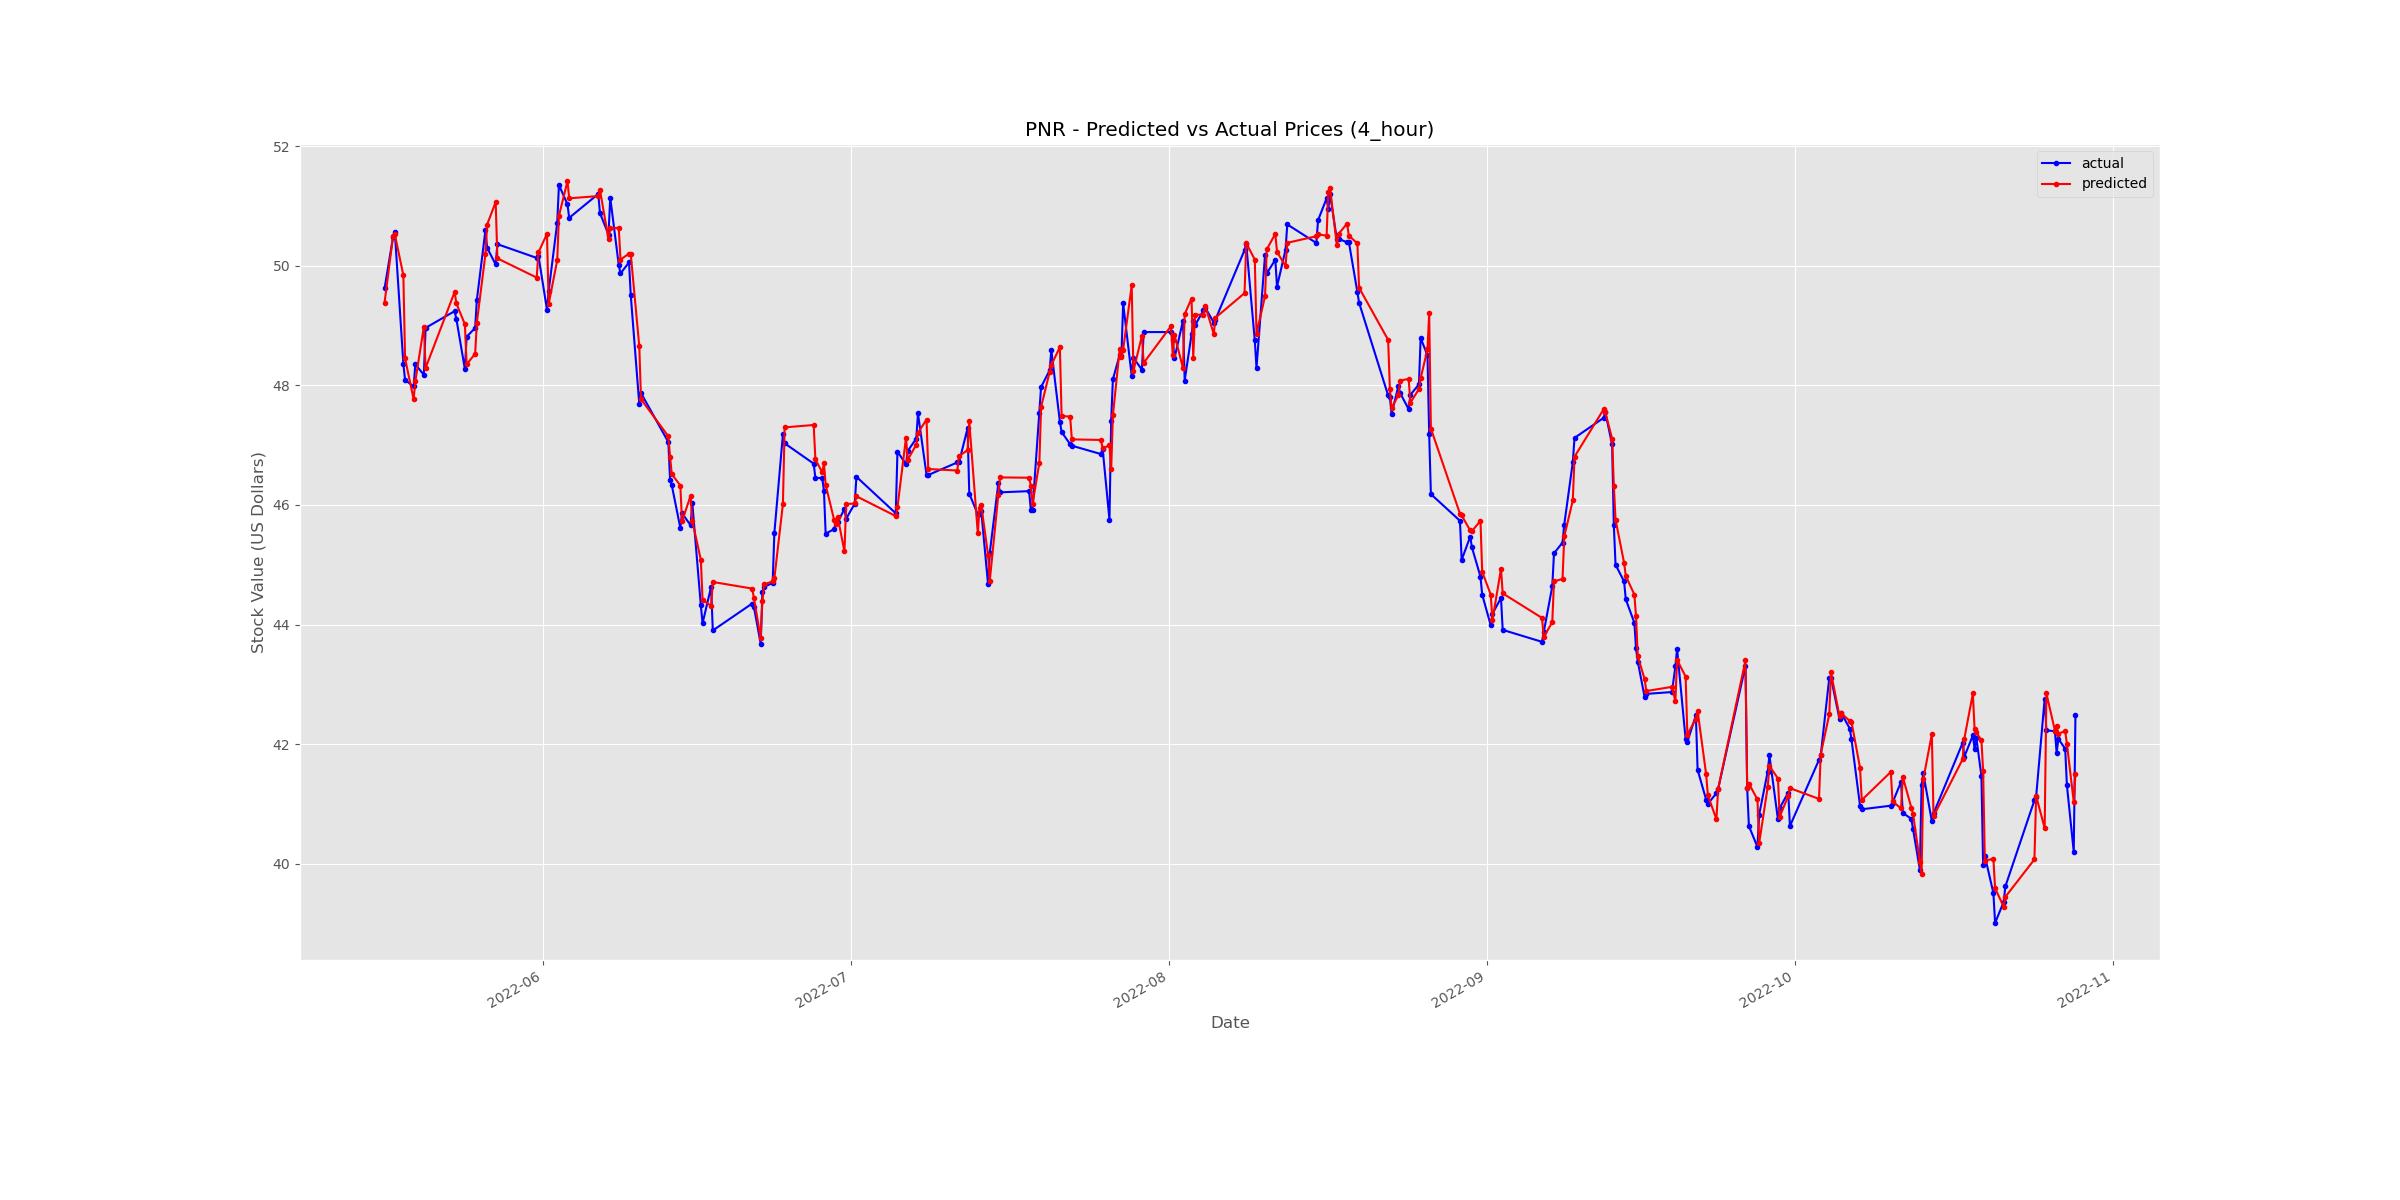 PNR - Predicted vs Actual Prices (4_hour)
actual
predicted
Stock Value (US Dollars)
52
50
48
46
44
42
40
2022-06
2022-07
2022-08
2022-09
2022-10
2022-11
Date